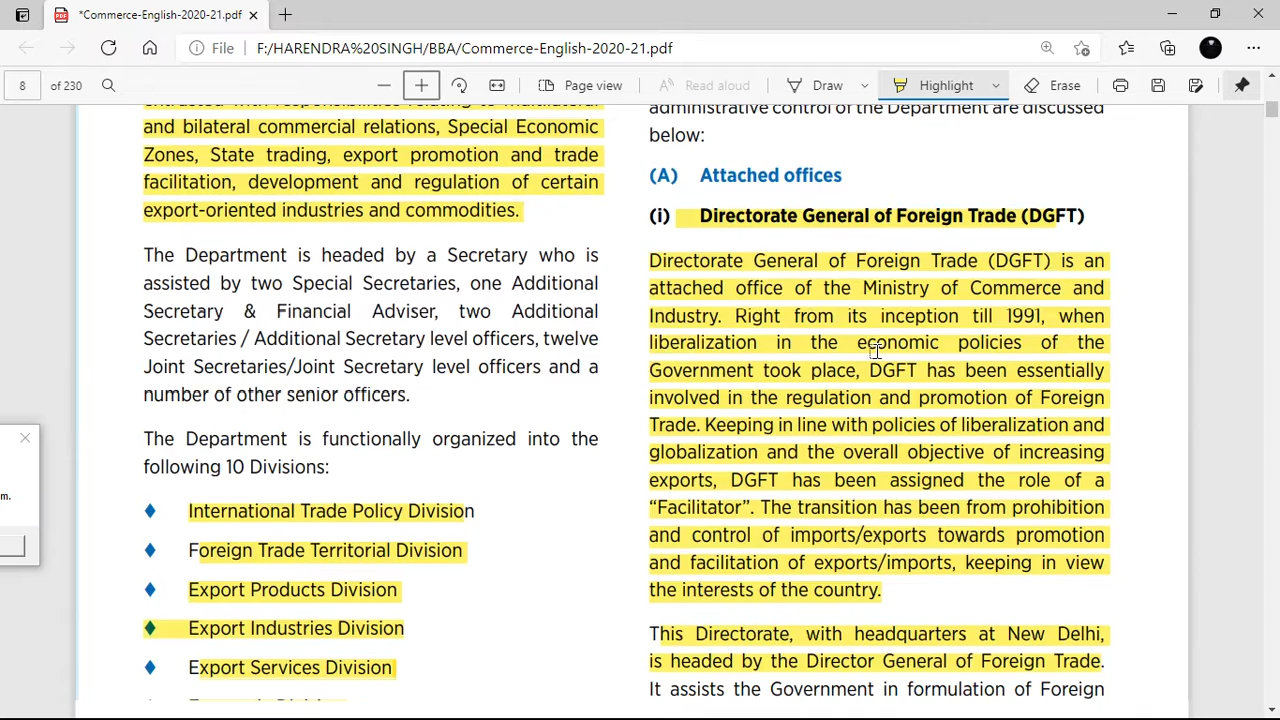 *Commerce-English-2020-21.pdf
File
F:/HARENDRA%20SINGH/BBA/Commerce-English-2020-21.pdf
8 of 230
Page view
Read aloud
Draw
Highlight
Erase
and bilateral commercial relations, Special Economic
Zones, State trading, export promotion and trade
facilitation, development and regulation of certain
export-oriented industries and commodities.
The Department is headed by a Secretary who is
assisted by two Special Secretaries, one Additional
Secretary & Financial Adviser, two Additional
Secretaries / Additional Secretary level officers, twelve
Joint Secretaries/Joint Secretary level officers and a
number of other senior officers.
The Department is functionally organized into the
following 10 Divisions:
International Trade Policy Division
Foreign Trade Territorial Division
Export Products Division
Export Industries Division
Export Services Division
administrative control of the Department are discussed
below:
(A) Attached offices
(i) Directorate General of Foreign Trade (DGFT)
Directorate General of Foreign Trade (DGFT) is an
attached office of the Ministry of Commerce and
Industry. Right from its inception till 1991, when
liberalization in the economic policies of the
Government took place, DGFT has been essentially
involved in the regulation and promotion of Foreign
Trade. Keeping in line with policies of liberalization and
globalization and the overall objective of increasing
exports, DGFT has been assigned the role of a
“Facilitator”. The transition has been from prohibition
and control of imports/exports towards promotion
and facilitation of exports/imports, keeping in view
the interests of the country.
This Directorate, with headquarters at New Delhi,
is headed by the Director General of Foreign Trade.
It assists the Government in formulation of Foreign